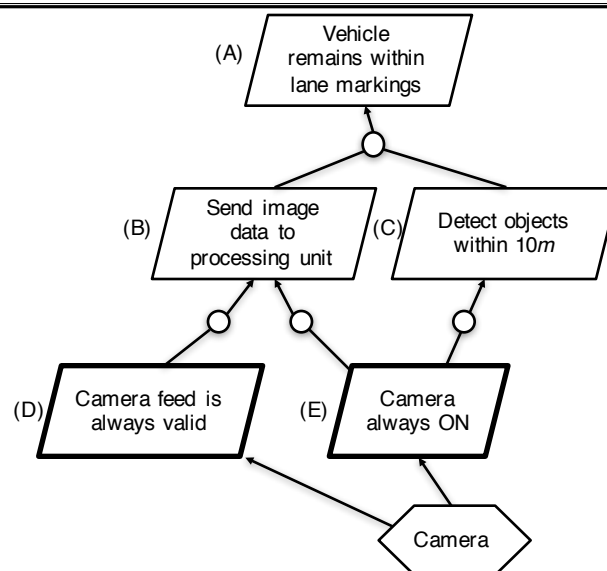 (A)
Vehicle
remains within
lane markings
(B)
Send image
data to
processing unit
(C)
Detect objects
within 10m
(D)
Camera feed is
always valid
(E)
Camera
always ON
Camera